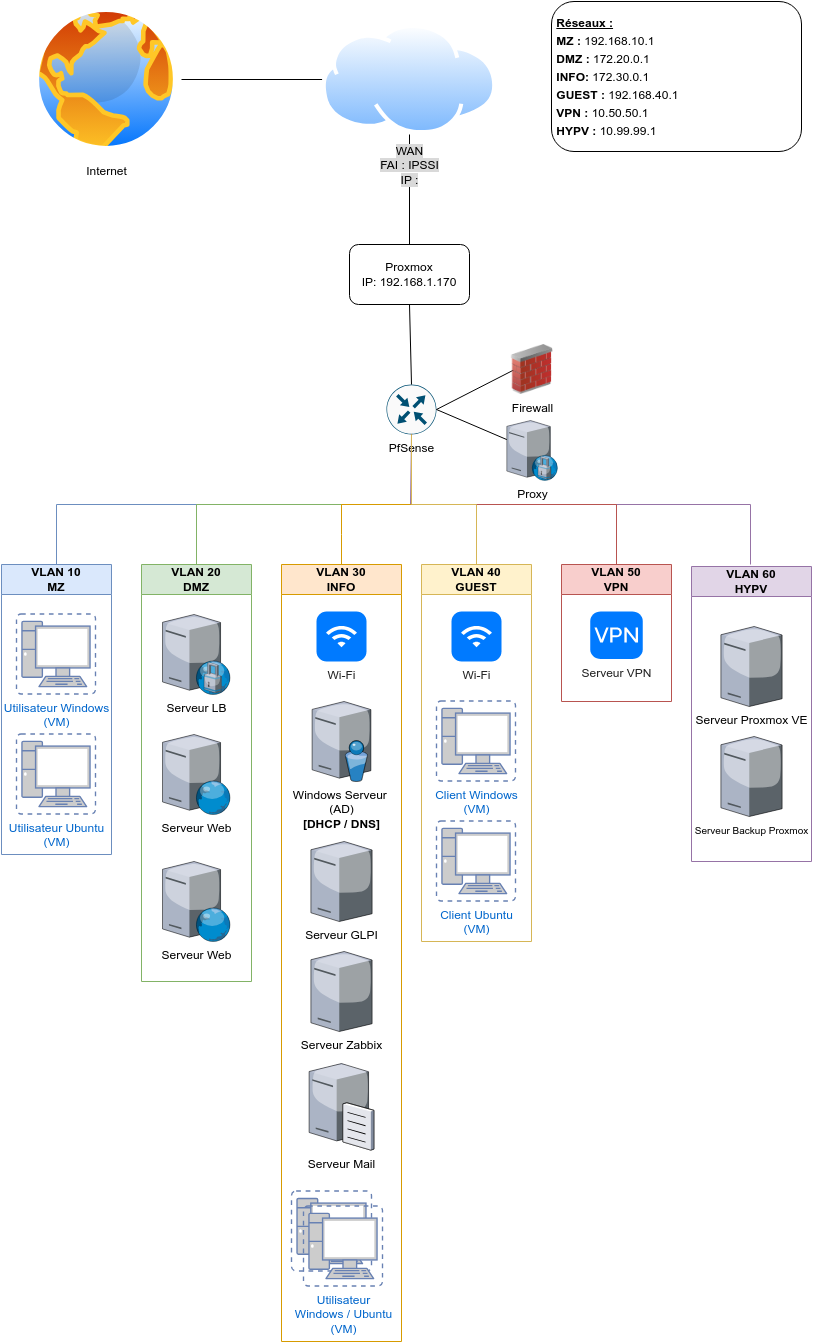 Réseaux :
MZ : 192.168.10.1
DMZ : 172.20.0.1
INFO: 172.30.0.1
GUEST : 192.168.40.1
VPN : 10.50.50.1
HYPV : 10.99.99.1
Internet
WAN
FAI : IPSSI
IP :
Proxmox
IP: 192.168.1.170
Firewall
PfSense
Proxy
VLAN 10
MZ
Utilisateur Windows
(VM)
Utilisateur Ubuntu
(VM)
VLAN 20
DMZ
Serveur LB
Serveur Web
Serveur Web
VLAN 30
INFO
Wi-Fi
Windows Serveur
(AD)
[DHCP / DNS]
Serveur GLPI
Serveur Zabbix
Serveur Mail
Utilisateur
Windows / Ubuntu
(VM)
VLAN 40
GUEST
Wi-Fi
Client Windows
(VM)
Client Ubuntu
(VM)
VLAN 50
VPN
VPN
Serveur VPN
VLAN 60
HYPV
Serveur Proxmox VE
Serveur Backup Proxmox